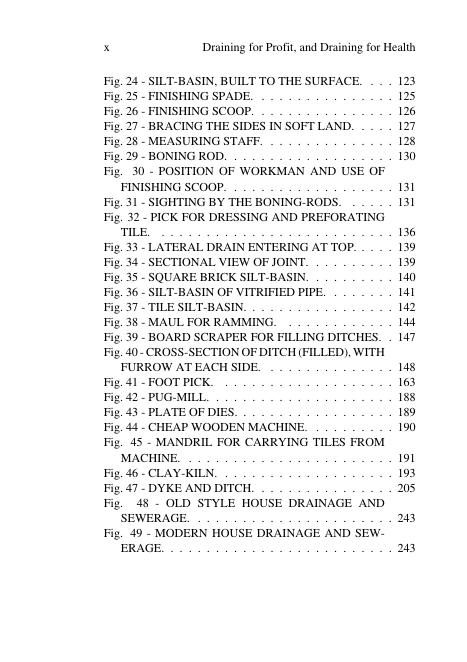 x Draining for Profit, and Draining for Health
Fig. 24 - SILT-BASIN, BUILT TO THE SURFACE. . . . . 123
Fig. 25 - FINISHING SPADE. . . . . . . . . . . . . . . 125
Fig. 26 - FINISHING SCOOP. . . . . . . . . . . . . . . 126
Fig. 27 - BRACING THE SIDES IN SOFT LAND. . . . . . 127
Fig. 28 - MEASURING STAFF. . . . . . . . . . . . . . . 128
Fig. 29 - BONING ROD. . . . . . . . . . . . . . . . . . 130
Fig. 30 - POSITION OF WORKMAN AND USE OF
FINISHING SCOOP. . . . . . . . . . . . . . . . . . 131
Fig. 31 - SIGHTING BY THE BONING-RODS. . . . . . . 131
Fig. 32 - PICK FOR DRESSING AND PREFORATING
TILE. . . . . . . . . . . . . . . . . . . . . . . . . . 136
Fig. 33 - LATERAL DRAIN ENTERING AT TOP. . . . . . 139
Fig. 34 - SECTIONAL VIEW OF JOINT. . . . . . . . . . 139
Fig. 35 - SQUARE BRICK SILT-BASIN. . . . . . . . . . 140
Fig. 36 - SILT-BASIN OF VITRIFIED PIPE. . . . . . . . 141
Fig. 37 - TILE SILT-BASIN. . . . . . . . . . . . . . . . 142
Fig. 38 - MAUL FOR RAMMING. . . . . . . . . . . . . 144
Fig. 39 - BOARD SCRAPER FOR FILLING DITCHES. . . 147
Fig. 40 - CROSS-SECTION OF DITCH (FILLED), WITH
FURROW AT EACH SIDE. . . . . . . . . . . . . . . 148
Fig. 41 - FOOT PICK. . . . . . . . . . . . . . . . . . . 163
Fig. 42 - PUG-MILL. . . . . . . . . . . . . . . . . . . . 188
Fig. 43 - PLATE OF DIES. . . . . . . . . . . . . . . . . 189
Fig. 44 - CHEAP WOODEN MACHINE. . . . . . . . . . 190
Fig. 45 - MANDRIL FOR CARRYING TILES FROM
MACHINE. . . . . . . . . . . . . . . . . . . . . . . 191
Fig. 46 - CLAY-KILN. . . . . . . . . . . . . . . . . . . 193
Fig. 47 - DYKE AND DITCH. . . . . . . . . . . . . . . 205
Fig. 48 - OLD STYLE HOUSE DRAINAGE AND
SEWERAGE. . . . . . . . . . . . . . . . . . . . . . 243
Fig. 49 - MODERN HOUSE DRAINAGE AND SEW-
ERAGE. . . . . . . . . . . . . . . . . . . . . . . . . 243